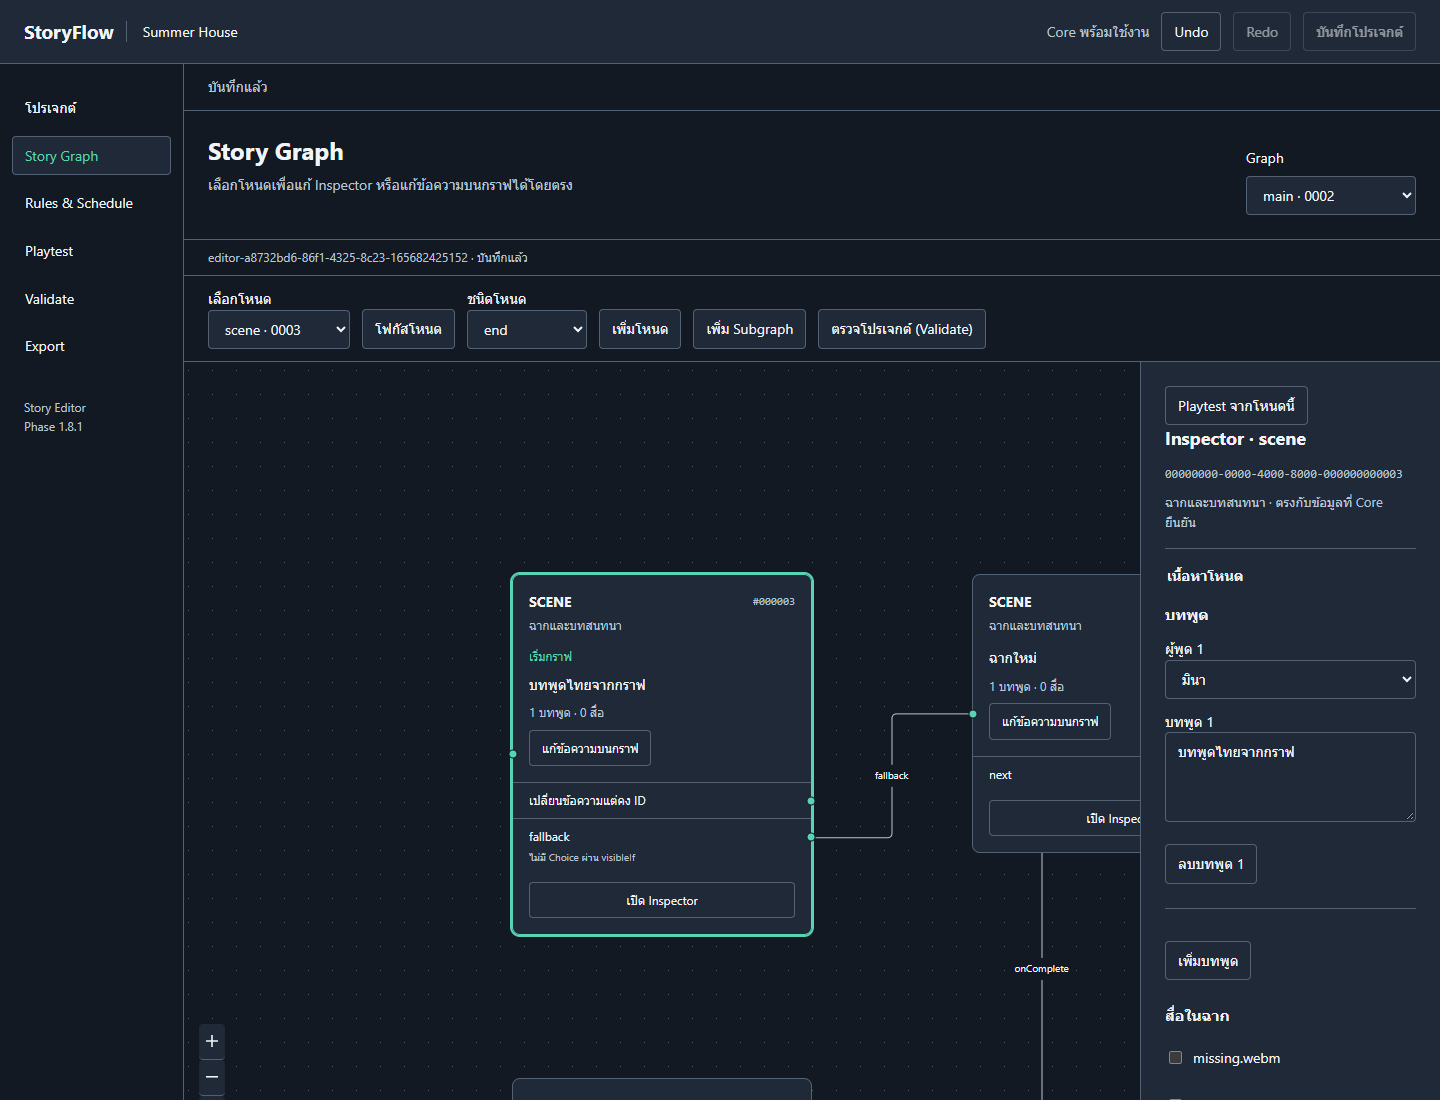 StoryFlow
Summer House
Core พร้อมใช้งาน
Undo
Redo
บันทึกโปรเจกต์
โปรเจกต์
Story Graph
Rules & Schedule
Playtest
Validate
Export
Story Editor
Phase 1.8.1
บันทึกแล้ว
Story Graph
เลือกโหนดเพื่อแก้ Inspector หรือแก้ข้อความบนกราฟได้โดยตรง
Graph
main · 0002
editor-a8732bd6-86f1-4325-8c23-165682425152 · บันทึกแล้ว
เลือกโหนด
scene · 0003
โฟกัสโหนด
ชนิดโหนด
end
เพิ่มโหนด
เพิ่ม Subgraph
ตรวจโปรเจกต์ (Validate)
SCENE
#000003
ฉากและบทสนทนา
เริ่มกราฟ
บทพูดไทยจากกราฟ
1 บทพูด · 0 สื่อ
แก้ข้อความบนกราฟ
เปลี่ยนข้อความแต่คง ID
fallback
ไม่มี Choice ผ่าน visibleIf
เปิด Inspector
fallback
SCENE
ฉากและบทสนทนา
ฉากใหม่
1 บทพูด · 0 สื่อ
แก้ข้อความบนกราฟ
next
เปิด Inspec
onComplete
+
−
Playtest จากโหนดนี้
Inspector · scene
00000000-0000-4000-8000-000000000003
ฉากและบทสนทนา · ตรงกับข้อมูลที่ Core
ยืนยัน
เนื้อหาโหนด
บทพูด
ผู้พูด 1
มินา
บทพูด 1
บทพูดไทยจากกราฟ
ลบบทพูด 1
เพิ่มบทพูด
สื่อในฉาก
missing.webm